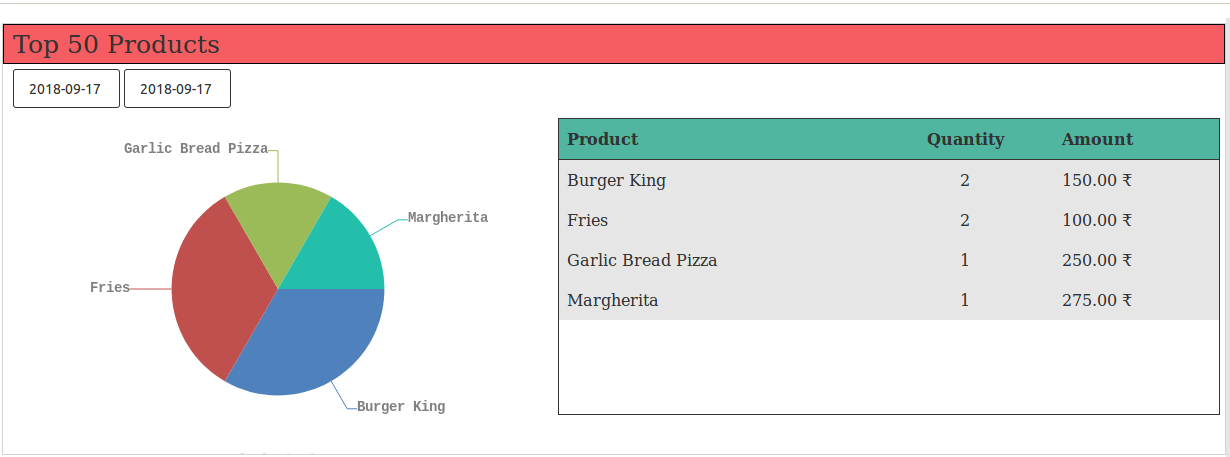 Top 50 Products
2018-09-17 2018-09-17
Garlic Bread Pizza
Margherita
Fries
Burger King
Product Quantity Amount
Burger King 2 150.00 ₹
Fries 2 100.00 ₹
Garlic Bread Pizza 1 250.00 ₹
Margherita 1 275.00 ₹